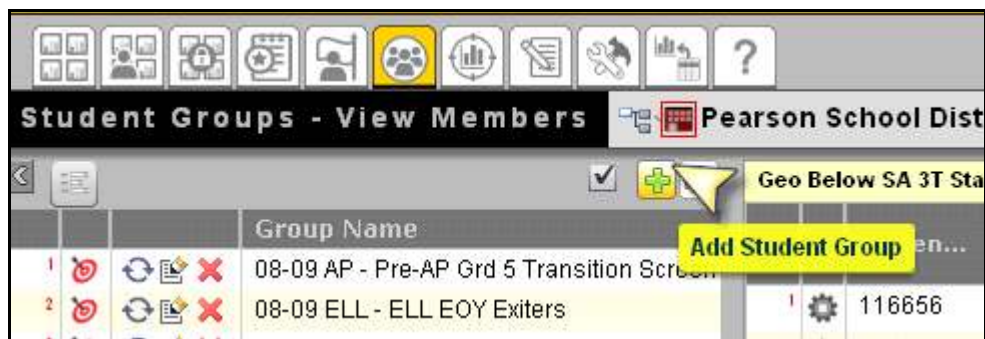 ?
Student Groups - View Members Pearson School Dist
Geo Below SA 3T Sta
Group Name
Add Student Group
en...
1 08-09 AP - Pre-AP Grd 5 Transition
2 08-09 ELL - ELL EOY Exiters
1 116656